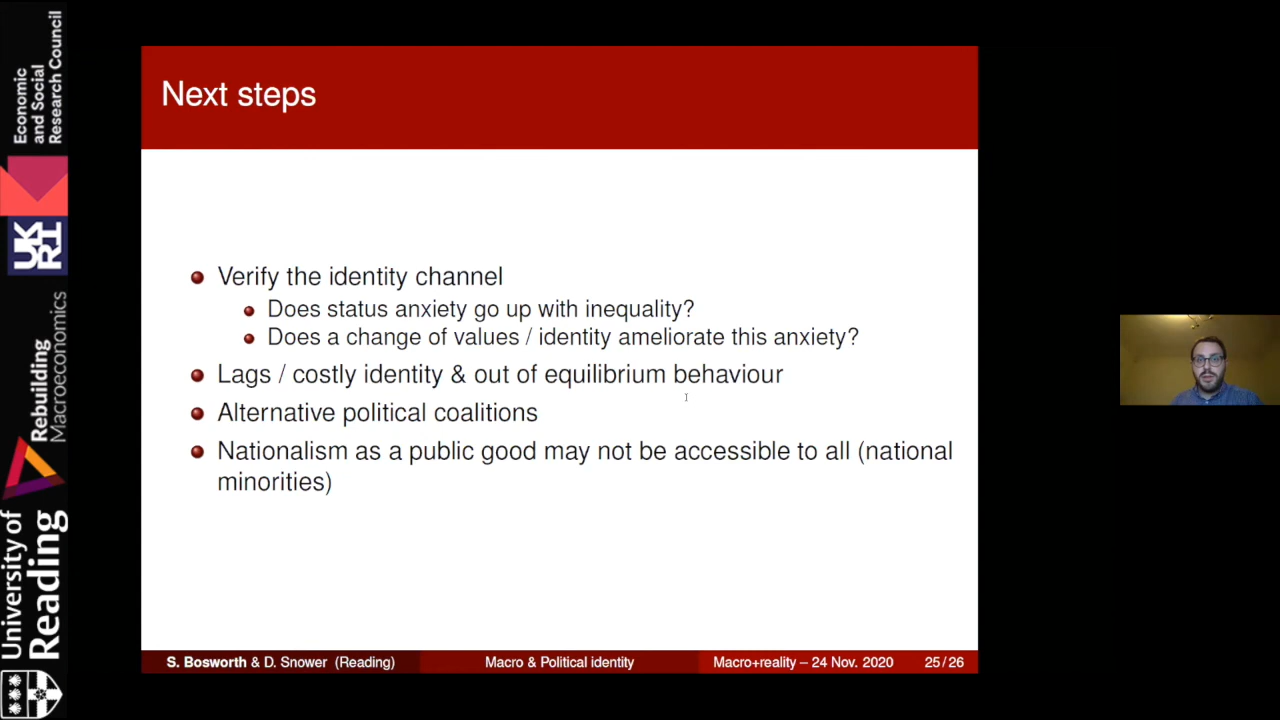 Next steps
Verify the identity channel
Does status anxiety go up with inequality?
Does a change of values / identity ameliorate this anxiety?
Lags / costly identity & out of equilibrium behaviour
Alternative political coalitions
Nationalism as a public good may not be accessible to all (national
minorities)
S. Bosworth & D. Snower (Reading) Macro & Political identity Macro+reality – 24 Nov. 2020 25 / 26
Economic
and Social
Research Council
UK
RI
Rebuilding
Macroeconomics
University of
Reading